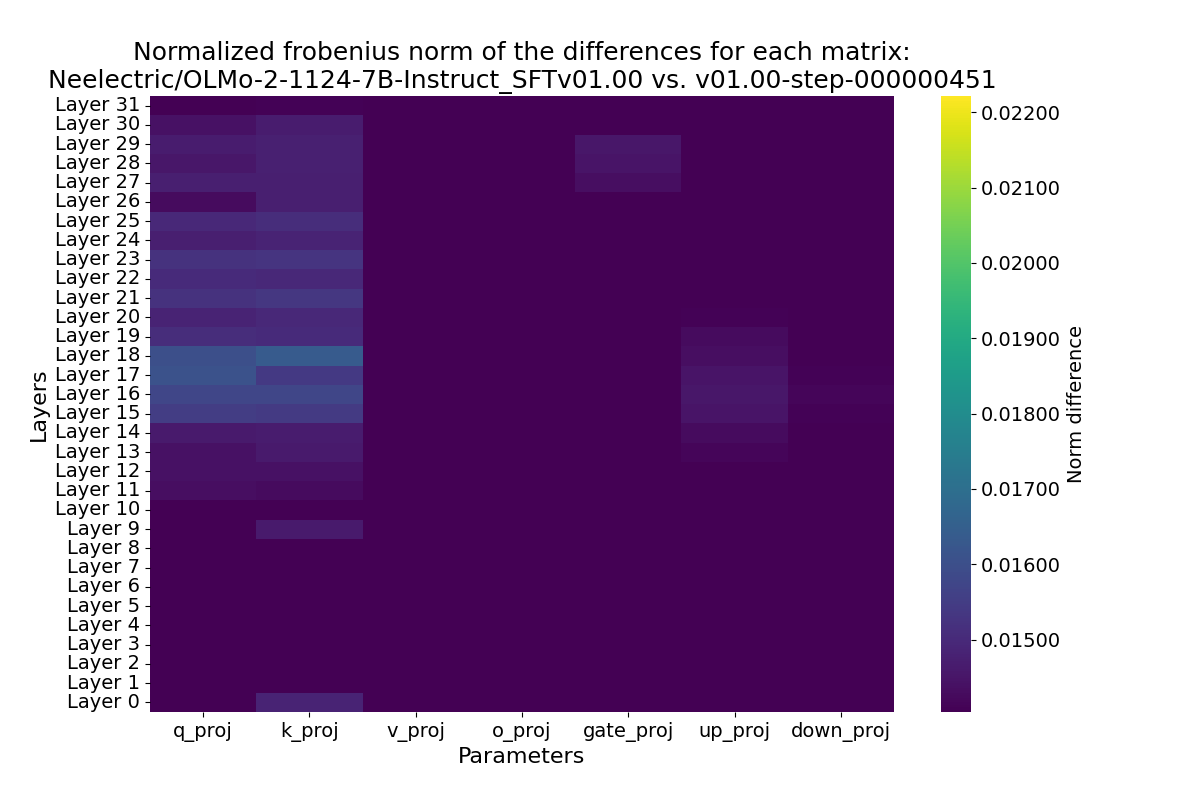 Normalized frobenius norm of the differences for each matrix:
Neelectric/OLMo-2-1124-7B-Instruct_SFTv01.00 vs. v01.00-step-000000451
Layers
Layer 31
Layer 30
Layer 29
Layer 28
Layer 27
Layer 26
Layer 25
Layer 24
Layer 23
Layer 22
Layer 21
Layer 20
Layer 19
Layer 18
Layer 17
Layer 16
Layer 15
Layer 14
Layer 13
Layer 12
Layer 11
Layer 10
Layer 9
Layer 8
Layer 7
Layer 6
Layer 5
Layer 4
Layer 3
Layer 2
Layer 1
Layer 0
q_proj k_proj v_proj o_proj gate_proj up_proj down_proj
Parameters
0.02200
0.02100
0.02000
0.01900
0.01800
0.01700
0.01600
0.01500
Norm difference